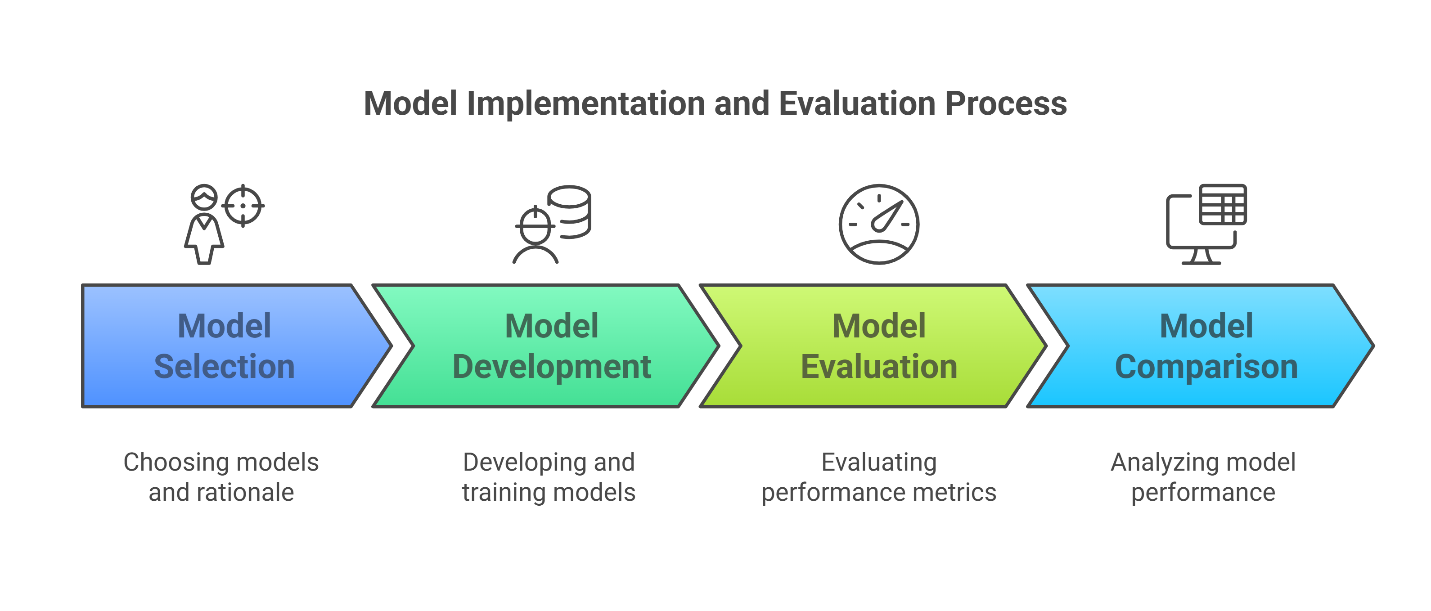 Model Implementation and Evaluation Process
Model
Selection
Model
Development
Model
Evaluation
Model
Comparison
Choosing models
and rationale
Developing and
training models
Evaluating
performance metrics
Analyzing model
performance